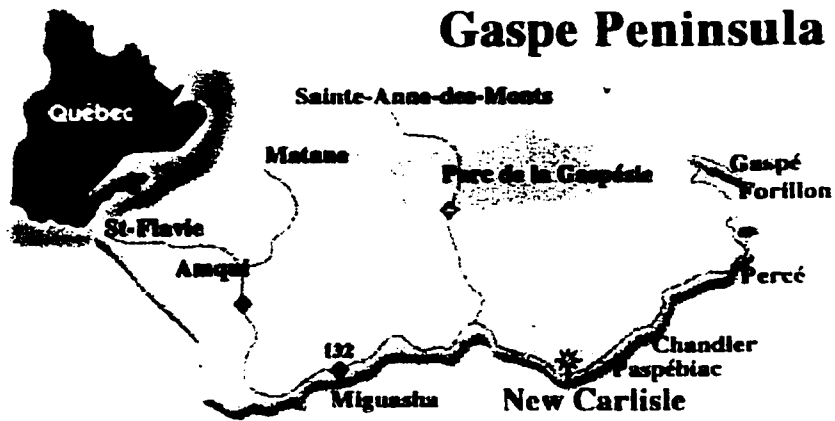 Gaspe Peninsula
Québec
Sainte-Anne-des-Monts
Matane
Parc de la Gaspésie
Gaspé
Forillon
St-Flavie
Amqui
Percé
132
Chandler
Paspébiac
Miguasha
New Carlisle